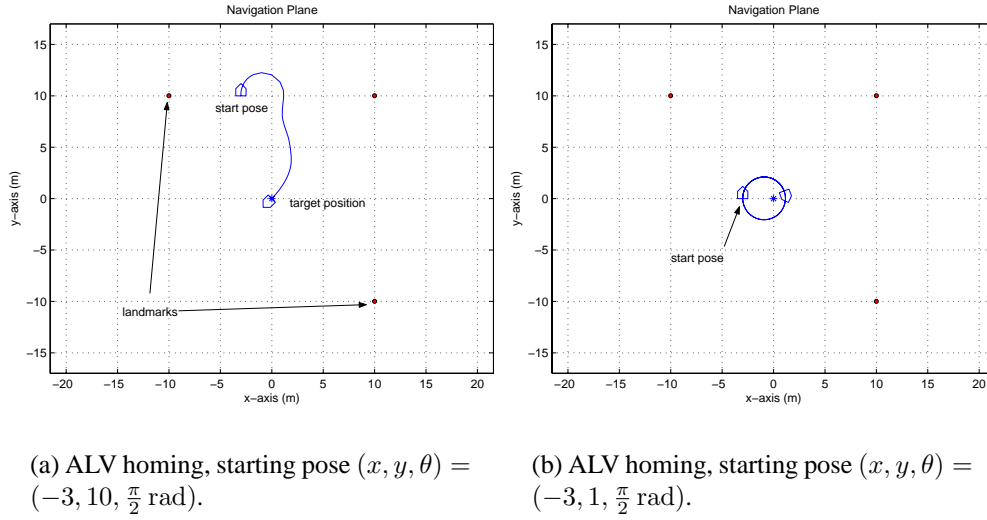 Navigation Plane
15
10
5
0
−5
−10
−15
y−axis (m)
start pose
target position
landmarks
−20 −15 −10 −5 0 5 10 15 20
x−axis (m)
Navigation Plane
15
10
5
0
−5
−10
−15
y−axis (m)
start pose
−20 −15 −10 −5 0 5 10 15 20
x−axis (m)
(a) ALV homing, starting pose (x, y, θ) =
(−3, 10, π/2 rad).
(b) ALV homing, starting pose (x, y, θ) =
(−3, 1, π/2 rad).